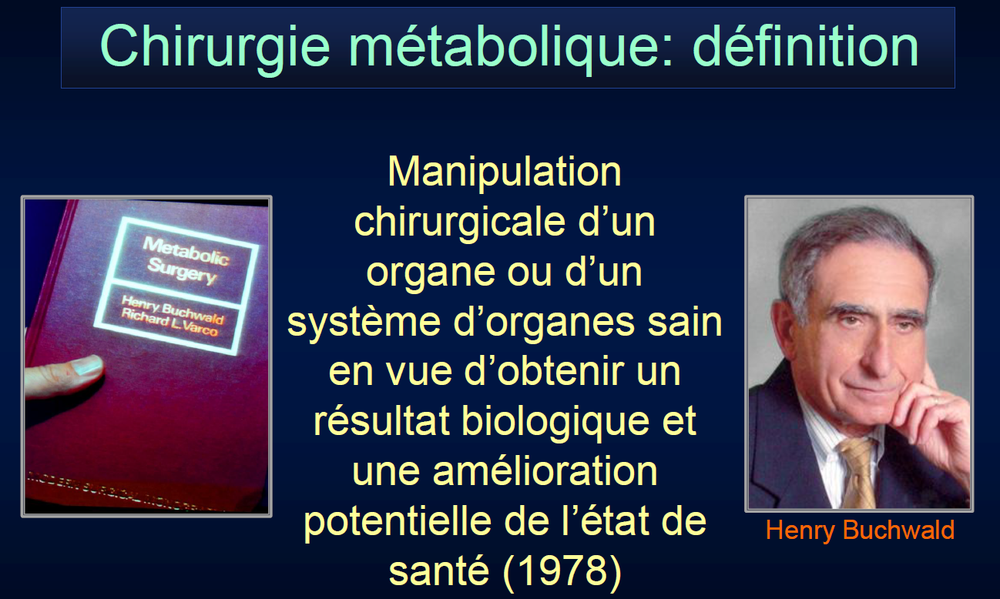 Chirurgie métabolique: définition
Manipulation
chirurgicale d’un
organe ou d’un
système d’organes sain
en vue d’obtenir un
résultat biologique et
une amélioration
potentielle de l’état de
santé (1978)
Metabolic
Surgery
Henry Buchwald
Richard L. Varco
Henry Buchwald